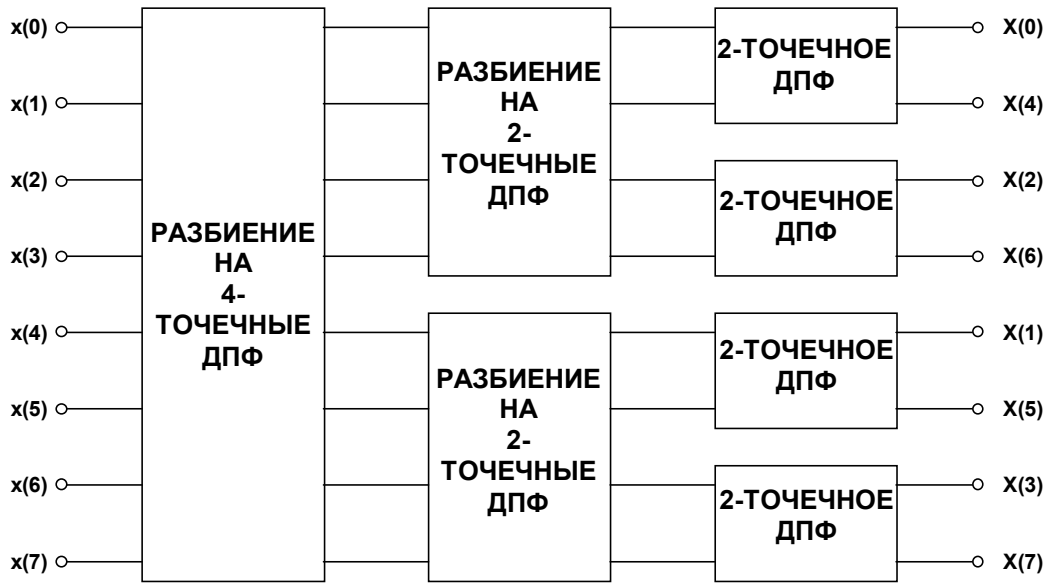 x(0)
x(1)
x(2)
x(3)
x(4)
x(5)
x(6)
x(7)
РАЗБИЕНИЕ
НА
4-
ТОЧЕЧНЫЕ
ДПФ
РАЗБИЕНИЕ
НА
2-
ТОЧЕЧНЫЕ
ДПФ
РАЗБИЕНИЕ
НА
2-
ТОЧЕЧНЫЕ
ДПФ
2-ТОЧЕЧНОЕ
ДПФ
2-ТОЧЕЧНОЕ
ДПФ
2-ТОЧЕЧНОЕ
ДПФ
2-ТОЧЕЧНОЕ
ДПФ
X(0)
X(4)
X(2)
X(6)
X(1)
X(5)
X(3)
X(7)